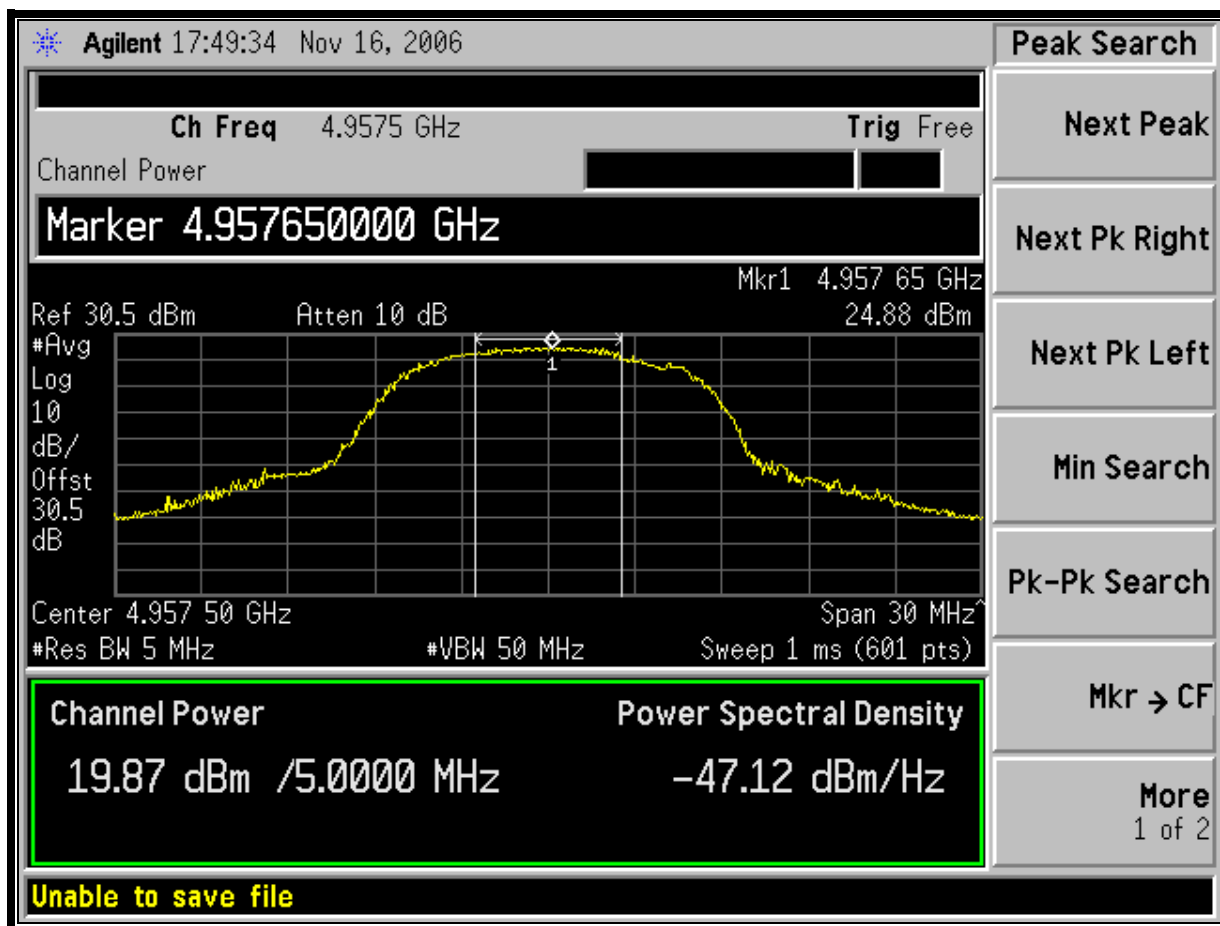 Agilent 17:49:34 Nov 16, 2006
Peak Search
Ch Freq 4.9575 GHz Trig Free
Channel Power
Marker 4.957650000 GHz
Mkr1 4.957 65 GHz
Ref 30.5 dBm Atten 10 dB 24.88 dBm
#Avg
Log
10
dB/
Offst
30.5
dB
1
Center 4.957 50 GHz Span 30 MHz^
#Res BW 5 MHz #VBW 50 MHz Sweep 1 ms (601 pts)
Channel Power Power Spectral Density
19.87 dBm /5.0000 MHz -47.12 dBm/Hz
Unable to save file
Next Peak
Next Pk Right
Next Pk Left
Min Search
Pk-Pk Search
Mkr → CF
More
1 of 2